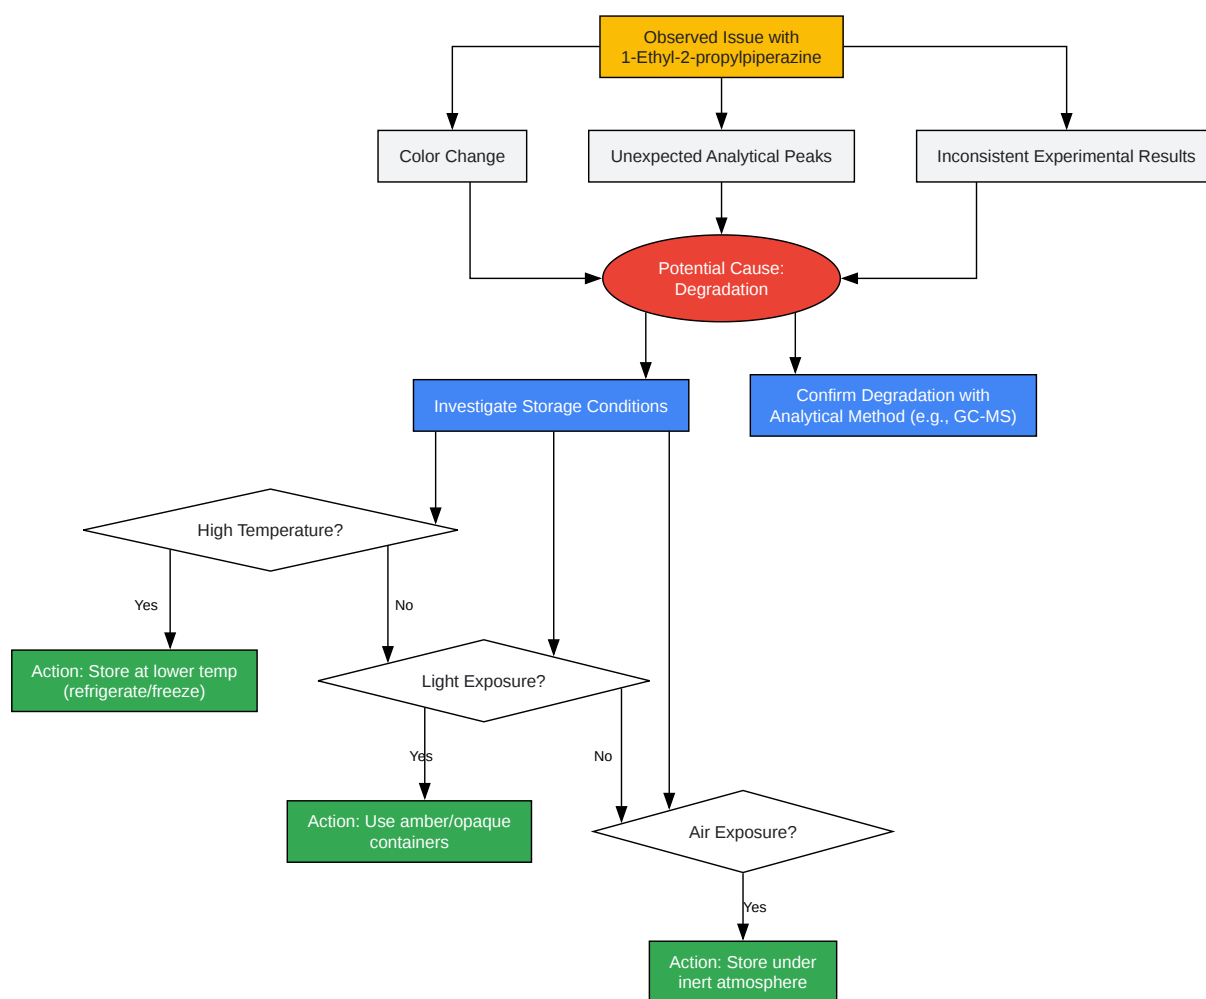 Observed Issue with
1-Ethyl-2-propylpiperazine
Color Change
Unexpected Analytical Peaks
Inconsistent Experimental Results
Potential Cause:
Degradation
Investigate Storage Conditions
Confirm Degradation with
Analytical Method (e.g., GC-MS)
High Temperature?
Yes
No
Action: Store at lower temp
(refrigerate/freeze)
Light Exposure?
Yes
No
Action: Use amber/opaque
containers
Air Exposure?
Yes
Action: Store under
inert atmosphere